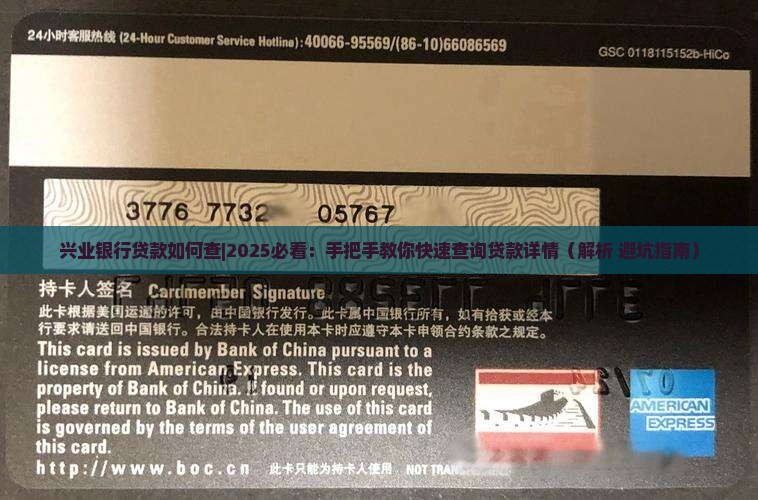 24小时客服热线 (24-Hour Customer Service Hotline):40066-95569/(86-10)66086569
GSC 0118115152b-HiCo
3776 7732 05767
兴业银行贷款如何查|2025必看：手把手教你快速查询贷款详情（解析 避坑指南）
持卡人签名 Cardmember Signature
此卡根据美国运通的许可，由中国银行发行。此卡属中国银行所有，如有拾获或经本
行要求请送回中国银行。合法持卡人在使用本卡时应遵守本卡申领合约条款之规定。
This card is issued by Bank of China pursuant to a
license from American Express. This card is the
property of Bank of China. If found or upon request,
please return to Bank of China. The use of this card
is governed by the terms of the user agreement of
this card.
AMERICAN
EXPRESS
http://www.boc.cn 此卡只能为持卡人使用 NOT